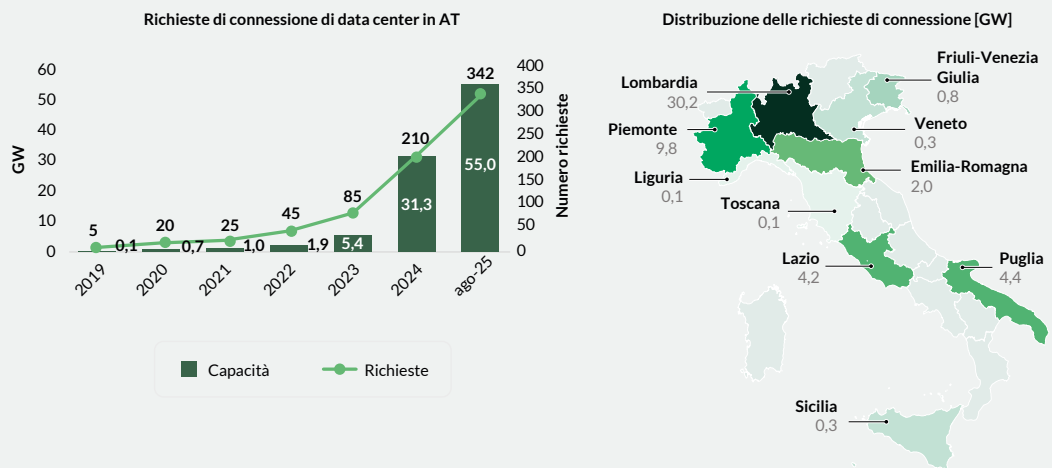 Richieste di connessione di data center in AT
GW
60
50
40
30
20
10
0
400
350
300
250
200
150
100
50
0
Numero richieste
5
20
25
45
85
210
342
0,1
0,7
1,0
1,9
5,4
31,3
55,0
2019
2020
2021
2022
2023
2024
ago-25
Capacità
Richieste
Distribuzione delle richieste di connessione [GW]
Friuli-Venezia
Giulia
0,8
Lombardia
30,2
Veneto
0,3
Piemonte
9,8
Emilia-Romagna
2,0
Liguria
0,1
Toscana
0,1
Lazio
4,2
Puglia
4,4
Sicilia
0,3